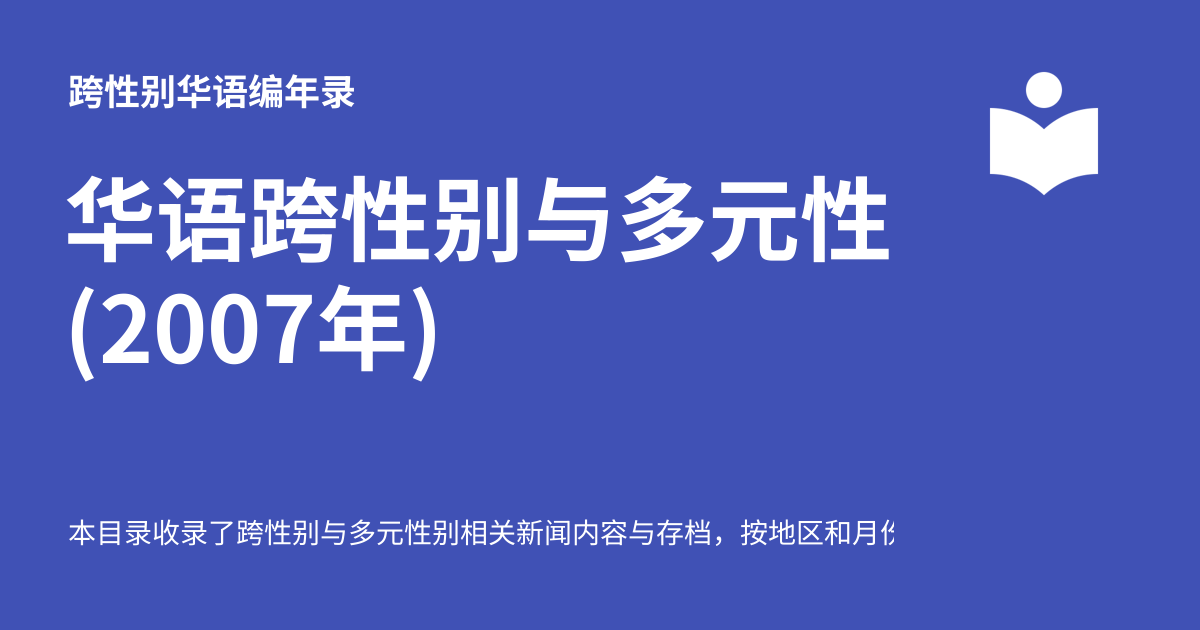 跨性别华语编年录
华语跨性别与多元性
(2007年)
本目录收录了跨性别与多元性别相关新闻内容与存档，按地区和月